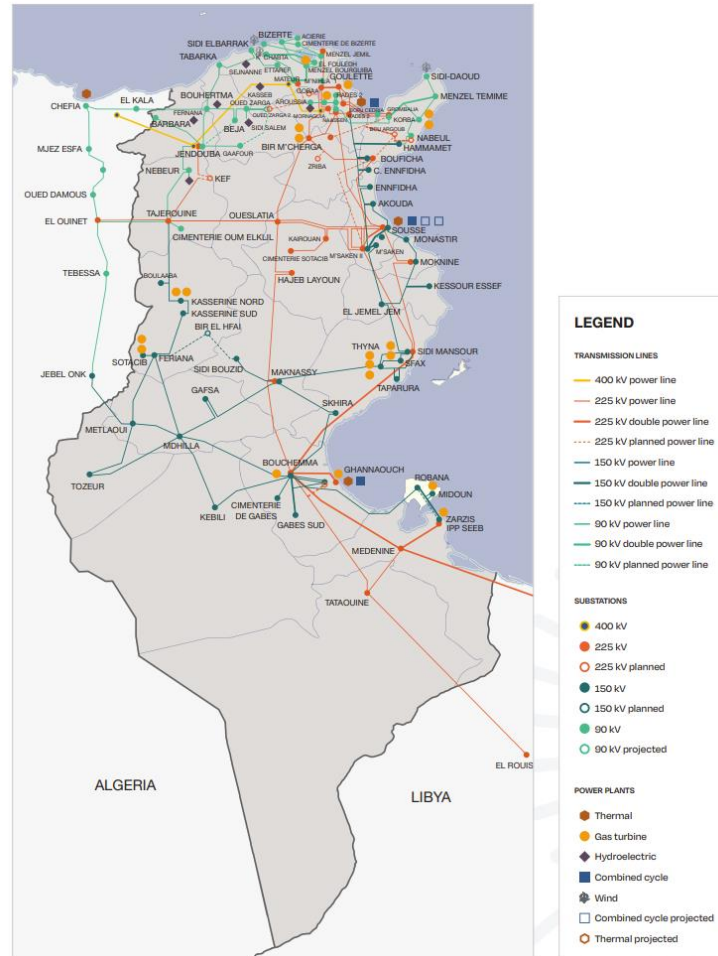 BIZERTE
ACIERIE
CIMENTERIE DE BIZERTE
SIDI ELBARRAK
MENZEL JEMIL
TABARKA
EL FOULEDH
ETTAREF
MENZEL BOURGUIBA
SEJNANNE
MATEUR
GOULETTE
SIDI-DAOUD
CHEFIA
EL KALA
BOUHERTMA
KASSEB
OUED ZARGA
FERNANA
BARBARA
BEJA
SIDI SALEM
MENZEL TEMIME
KORBA
GROMBALIA
NABEUL
HAMMAMET
MJEZ ESFA
JENDOUBA
GAAFOUR
BIR M'CHERGA
BOUFICHA
ZRIBA
NEBEUR
KEF
C. ENNFIDHA
ENNFIDHA
OUED DAMOUS
AKOUDA
EL OUINET
TAJEROUINE
OUESLATIA
SOUSSE
CIMENTERIE OUM ELKLIL
KAIROUAN
MONASTIR
M'SAKEN
CIMENTERIE SOTACIB
M'SAKEN II
MOKNINE
TEBESSA
BOULAABA
HAJEB LAYOUN
KESSOUR ESSEF
KASSERINE NORD
KASSERINE SUD
EL JEMEL JEM
BIR EL HFAI
THYNA
SIDI MANSOUR
SOTACIB
FERIANA
SFAX
SIDI BOUZID
JEBEL ONK
MAKNASSY
TAPARURA
GAFSA
SKHIRA
METLAOUI
MDHILLA
BOUCHEMMA
GHANNAOUCH
ROBANA
TOZEUR
MIDOUN
KEBILI
CIMENTERIE
DE GABES
GABES SUD
ZARZIS
IPP SEEB
MEDENINE
TATAOUINE
EL ROUIS
ALGERIA
LIBYA
LEGEND
TRANSMISSION LINES
400 kV power line
225 kV power line
225 kV double power line
225 kV planned power line
150 kV power line
150 kV double power line
150 kV planned power line
90 kV power line
90 kV double power line
90 kV planned power line
SUBSTATIONS
400 kV
225 kV
225 kV planned
150 kV
150 kV planned
90 kV
90 kV projected
POWER PLANTS
Thermal
Gas turbine
Hydroelectric
Combined cycle
Wind
Combined cycle projected
Thermal projected